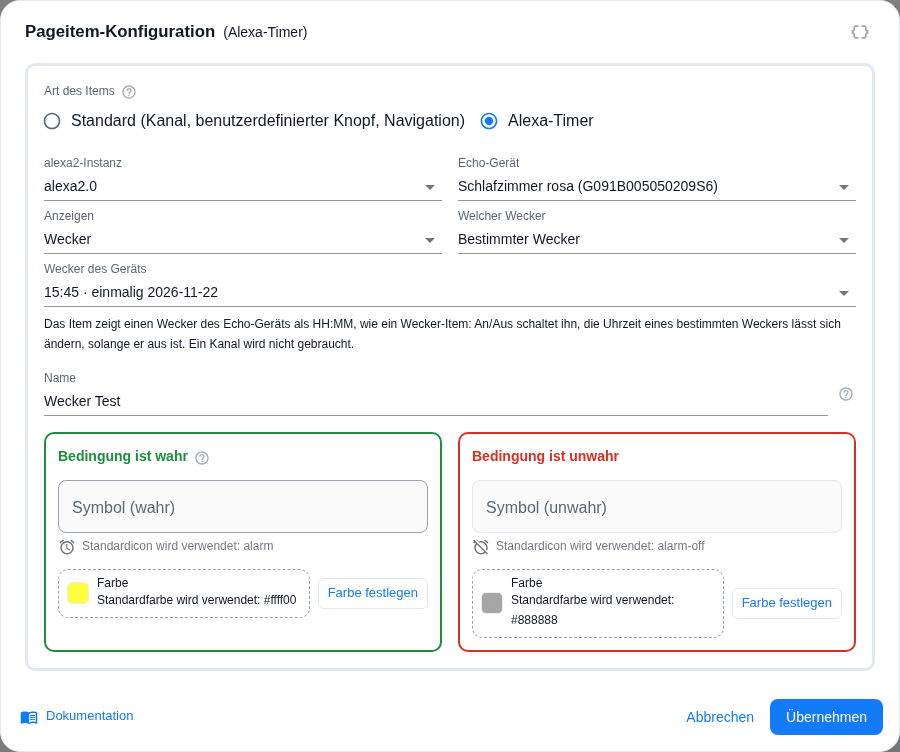 Pageitem-Konfiguration (Alexa-Timer)
Art des Items
Standard (Kanal, benutzerdefinierter Knopf, Navigation) Alexa-Timer
alexa2-Instanz
alexa2.0
Echo-Gerät
Schlafzimmer rosa (G091B005050209S6)
Anzeigen
Wecker
Welcher Wecker
Bestimmter Wecker
Wecker des Geräts
15:45 · einmalig 2026-11-22
Das Item zeigt einen Wecker des Echo-Geräts als HH:MM, wie ein Wecker-Item: An/Aus schaltet ihn, die Uhrzeit eines bestimmten Weckers lässt sich
ändern, solange er aus ist. Ein Kanal wird nicht gebraucht.
Name
Wecker Test
Bedingung ist wahr
Symbol (wahr)
Standardicon wird verwendet: alarm
Farbe
Standardfarbe wird verwendet: #ffff00
Farbe festlegen
Bedingung ist unwahr
Symbol (unwahr)
Standardicon wird verwendet: alarm-off
Farbe
Standardfarbe wird verwendet:
#888888
Farbe festlegen
Dokumentation
Abbrechen
Übernehmen